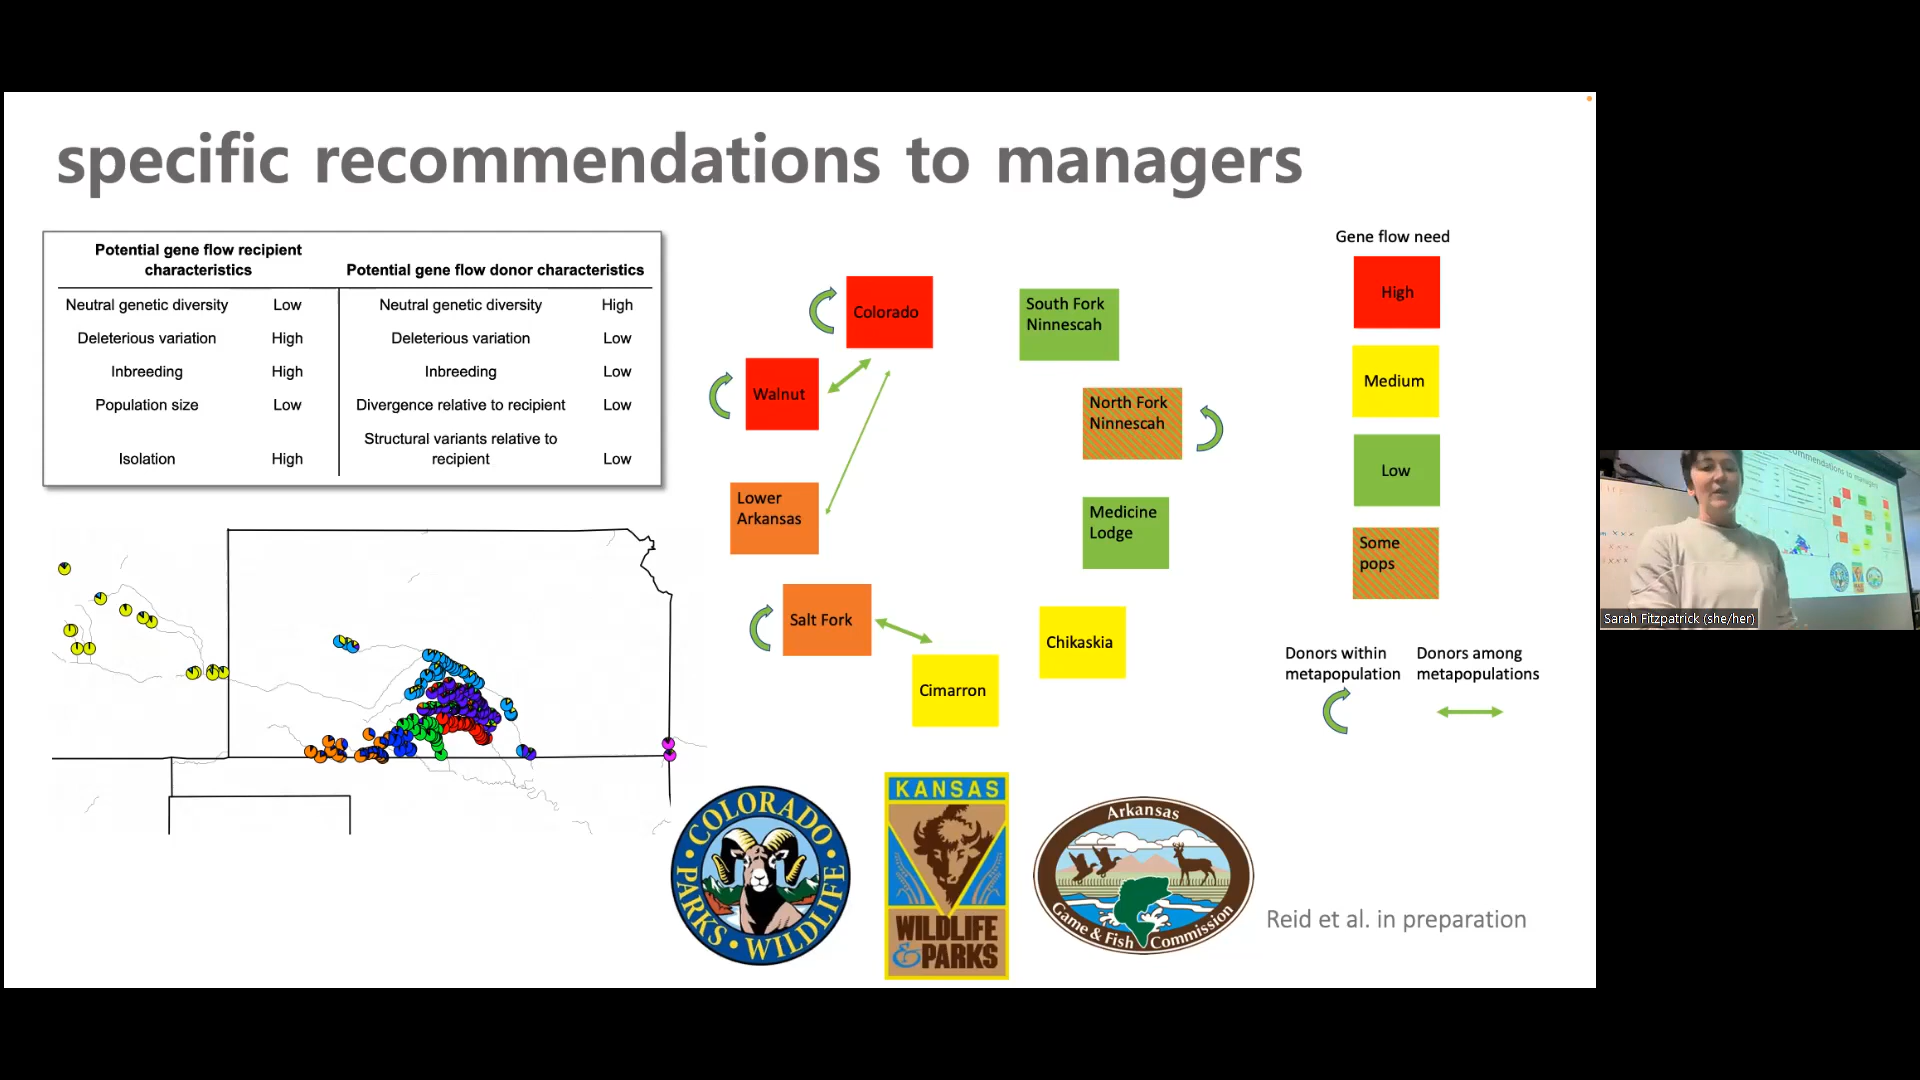 specific recommendations to managers
Potential gene flow recipient
characteristics
Potential gene flow donor characteristics
Neutral genetic diversity Low Neutral genetic diversity High
Deleterious variation High Deleterious variation Low
Inbreeding High Inbreeding Low
Population size Low Divergence relative to recipient Low
Isolation High Structural variants relative to
recipient Low
Colorado
South Fork
Ninnescah
Walnut
North Fork
Ninnescah
Lower
Arkansas
Medicine
Lodge
Salt Fork
Chikaskia
Cimarron
Gene flow need
High
Medium
Low
Some
pops
Donors within
metapopulation
Donors among
metapopulations
COLORADO
PARKS • WILDLIFE
KANSAS
WILDLIFE
& PARKS
Arkansas
Game & Fish Commission
Reid et al. in preparation
Sarah Fitzpatrick (she/her)